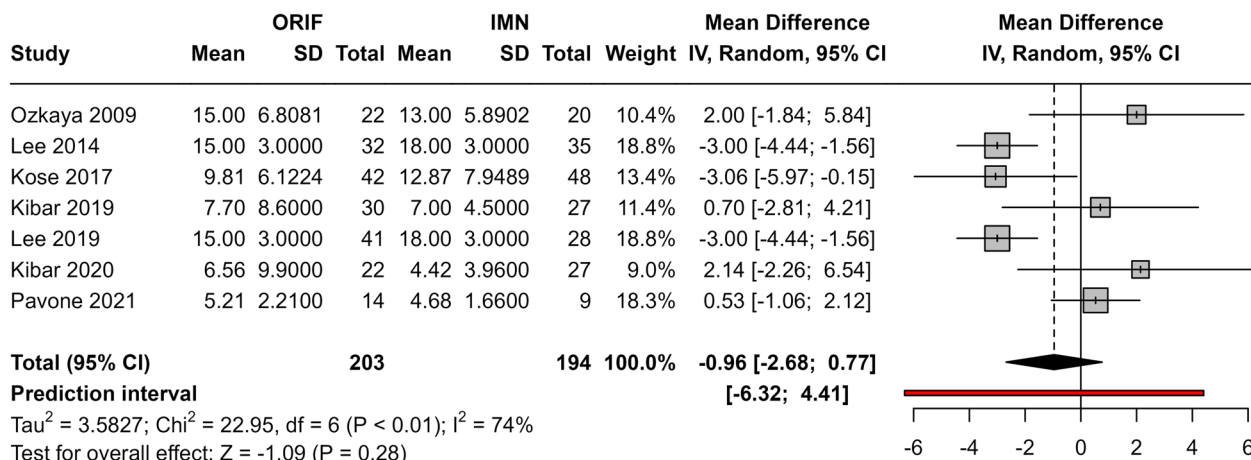 ORIF IMN Mean Difference Mean Difference
Study Mean SD Total Mean SD Total Weight IV, Random, 95% CI IV, Random, 95% CI
Ozkaya 2009 15.00 6.8081 22 13.00 5.8902 20 10.4% 2.00 [-1.84; 5.84]
Lee 2014 15.00 3.0000 32 18.00 3.0000 35 18.8% -3.00 [-4.44; -1.56]
Kose 2017 9.81 6.1224 42 12.87 7.9489 48 13.4% -3.06 [-5.97; -0.15]
Kibar 2019 7.70 8.6000 30 7.00 4.5000 27 11.4% 0.70 [-2.81; 4.21]
Lee 2019 15.00 3.0000 41 18.00 3.0000 28 18.8% -3.00 [-4.44; -1.56]
Kibar 2020 6.56 9.9000 22 4.42 3.9600 27 9.0% 2.14 [-2.26; 6.54]
Pavone 2021 5.21 2.2100 14 4.68 1.6600 9 18.3% 0.53 [-1.06; 2.12]
Total (95% CI) 203 194 100.0% -0.96 [-2.68; 0.77]
Prediction interval [-6.32; 4.41]
Tau² = 3.5827; Chi² = 22.95, df = 6 (P < 0.01); I² = 74%
Test for overall effect: Z = -1.09 (P = 0.28)
-6 -4 -2 0 2 4 6